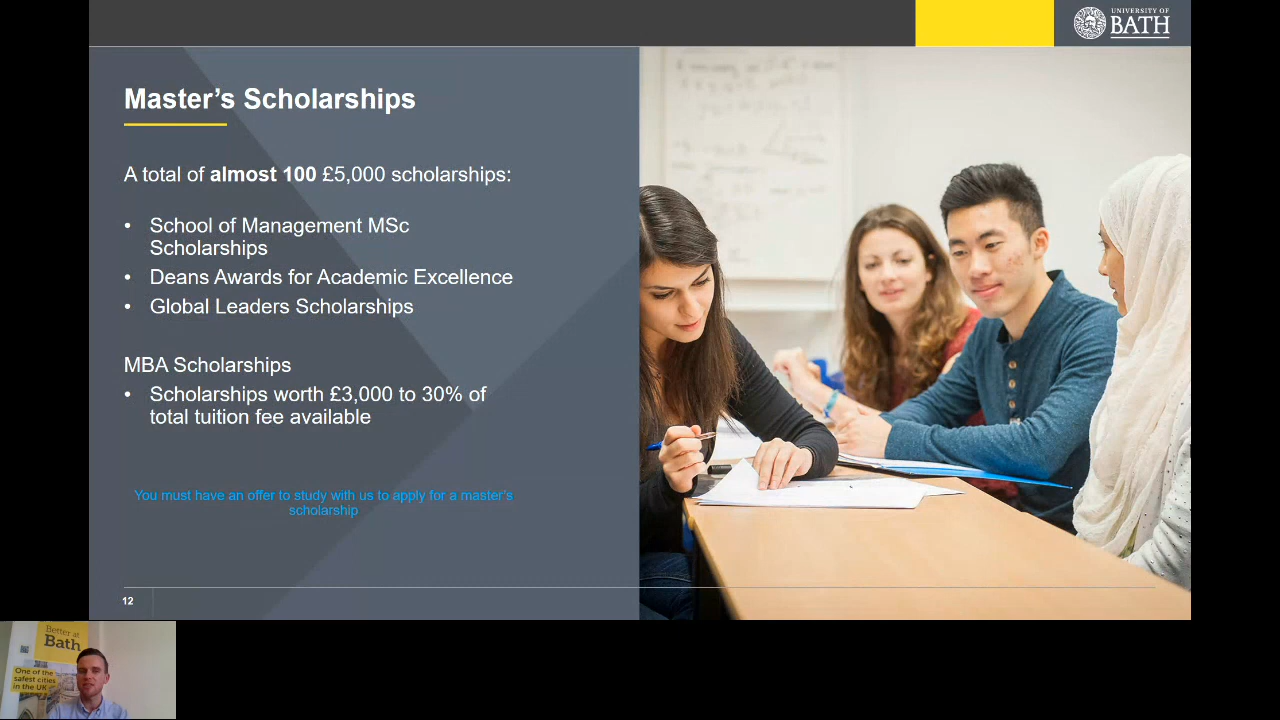 UNIVERSITY OF
BATH
Master's Scholarships
A total of almost 100 £5,000 scholarships:
• School of Management MSc
Scholarships
• Deans Awards for Academic Excellence
• Global Leaders Scholarships
MBA Scholarships
• Scholarships worth £3,000 to 30% of
total tuition fee available
You must have an offer to study with us to apply for a master's
scholarship
12
Better at
Bath
One of the
safest cities
in the UK